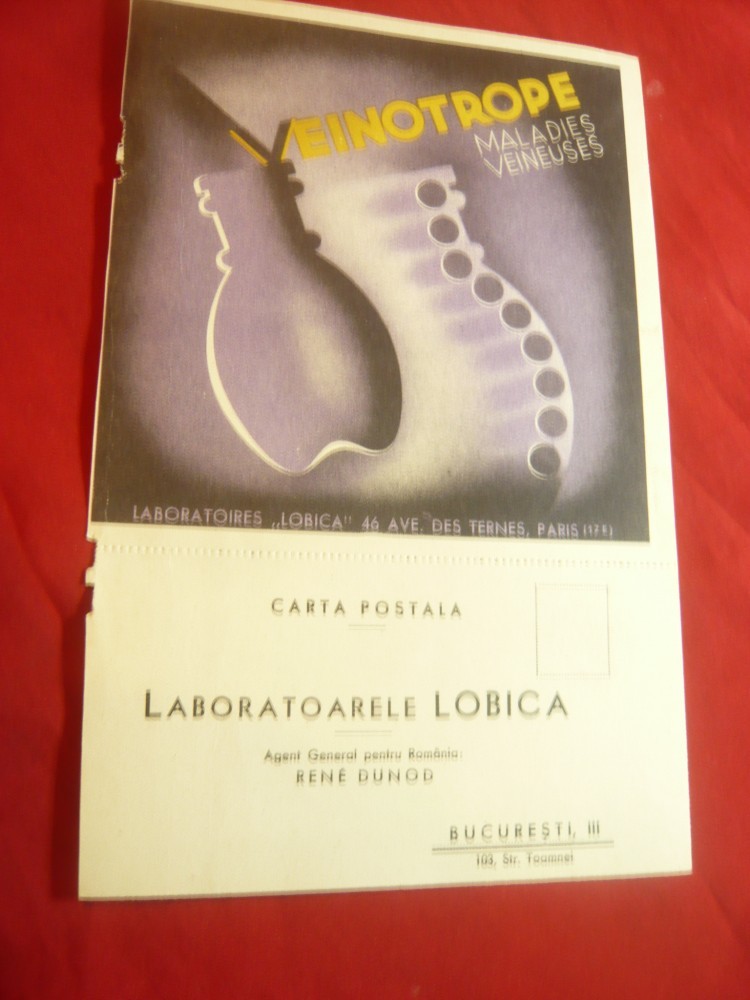 VEINOTROPE
MALADIES
VEINEUSES
LABORATOIRES „LOBICA" 46 AVE. DES TERNES, PARIS (17E)
CARTA POSTALA
LABORATOARELE LOBICA
Agent General pentru România:
RENÉ DUNOD
BUCUREȘTI, III
103, Str. Toamnei